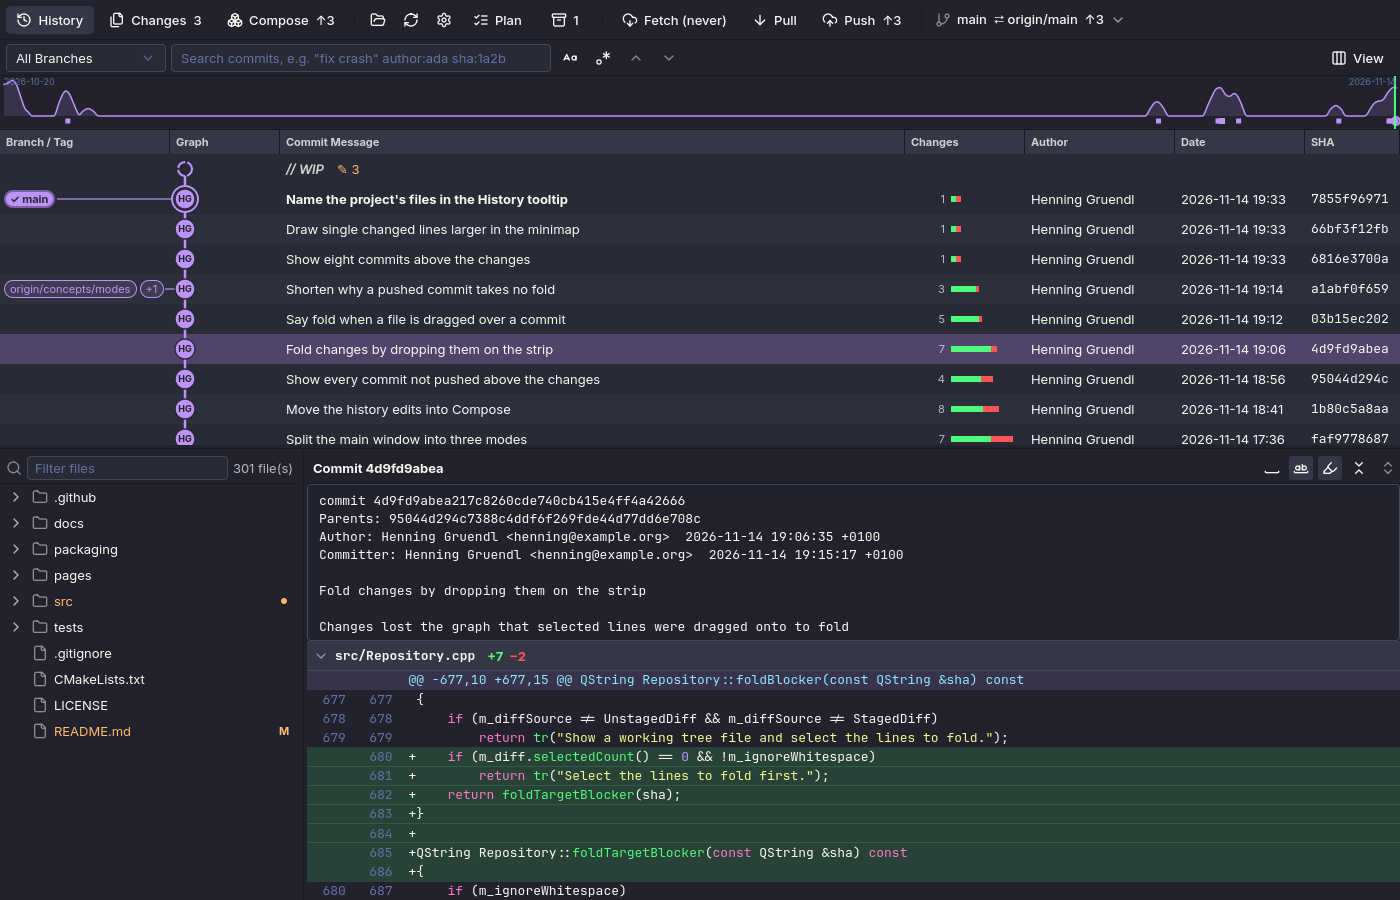 History Changes 3 Compose ↑3 Plan 1 Fetch (never) Pull Push ↑3 main ⇄ origin/main ↑3
All Branches Search commits, e.g. "fix crash" author:ada sha:1a2b Aa .* View
2026-10-20 2026-11-14
Branch / Tag Graph Commit Message Changes Author Date SHA
// WIP ✎ 3
✓ main HG Name the project's files in the History tooltip 1 Henning Gruendl 2026-11-14 19:33 7855f96971
HG Draw single changed lines larger in the minimap 1 Henning Gruendl 2026-11-14 19:33 66bf3f12fb
HG Show eight commits above the changes 1 Henning Gruendl 2026-11-14 19:33 6816e3700a
origin/concepts/modes +1 HG Shorten why a pushed commit takes no fold 3 Henning Gruendl 2026-11-14 19:14 a1abf0f659
HG Say fold when a file is dragged over a commit 5 Henning Gruendl 2026-11-14 19:12 03b15ec202
HG Fold changes by dropping them on the strip 7 Henning Gruendl 2026-11-14 19:06 4d9fd9abea
HG Show every commit not pushed above the changes 4 Henning Gruendl 2026-11-14 18:56 95044d294c
HG Move the history edits into Compose 8 Henning Gruendl 2026-11-14 18:41 1b80c5a8aa
HG Split the main window into three modes 7 Henning Gruendl 2026-11-14 17:36 faf9778687
Filter files 301 file(s) Commit 4d9fd9abea ab
.github
docs
packaging
pages
src
tests
.gitignore
CMakeLists.txt
LICENSE
README.md M
commit 4d9fd9abea217c8260cde740cb415e4ff4a42666
Parents: 95044d294c7388c4ddf6f269fde44d77dd6e708c
Author: Henning Gruendl <henning@example.org>  2026-11-14 19:06:35 +0100
Committer: Henning Gruendl <henning@example.org>  2026-11-14 19:15:17 +0100
Fold changes by dropping them on the strip
Changes lost the graph that selected lines were dragged onto to fold
src/Repository.cpp +7 −2
@@ -677,10 +677,15 @@ QString Repository::foldBlocker(const QString &sha) const
677 677 {
678 678 if (m_diffSource != UnstagedDiff && m_diffSource != StagedDiff)
679 679 return tr("Show a working tree file and select the lines to fold.");
680 + if (m_diff.selectedCount() == 0 && !m_ignoreWhitespace)
681 + return tr("Select the lines to fold first.");
682 + return foldTargetBlocker(sha);
683 +}
684 +
685 +QString Repository::foldTargetBlocker(const QString &sha) const
686 +{
680 687 if (m_ignoreWhitespace)